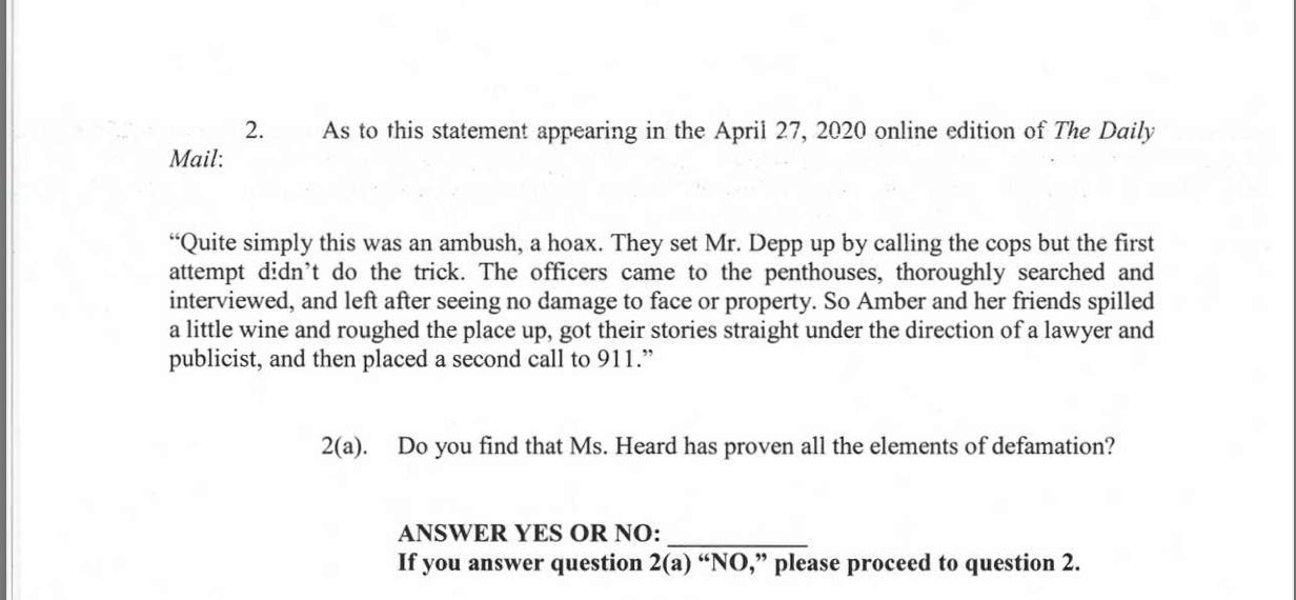 2. As to this statement appearing in the April 27, 2020 online edition of The Daily
Mail:
“Quite simply this was an ambush, a hoax. They set Mr. Depp up by calling the cops but the first
attempt didn’t do the trick. The officers came to the penthouses, thoroughly searched and
interviewed, and left after seeing no damage to face or property. So Amber and her friends spilled
a little wine and roughed the place up, got their stories straight under the direction of a lawyer and
publicist, and then placed a second call to 911.”
2(a). Do you find that Ms. Heard has proven all the elements of defamation?
ANSWER YES OR NO: __________
If you answer question 2(a) “NO,” please proceed to question 2.